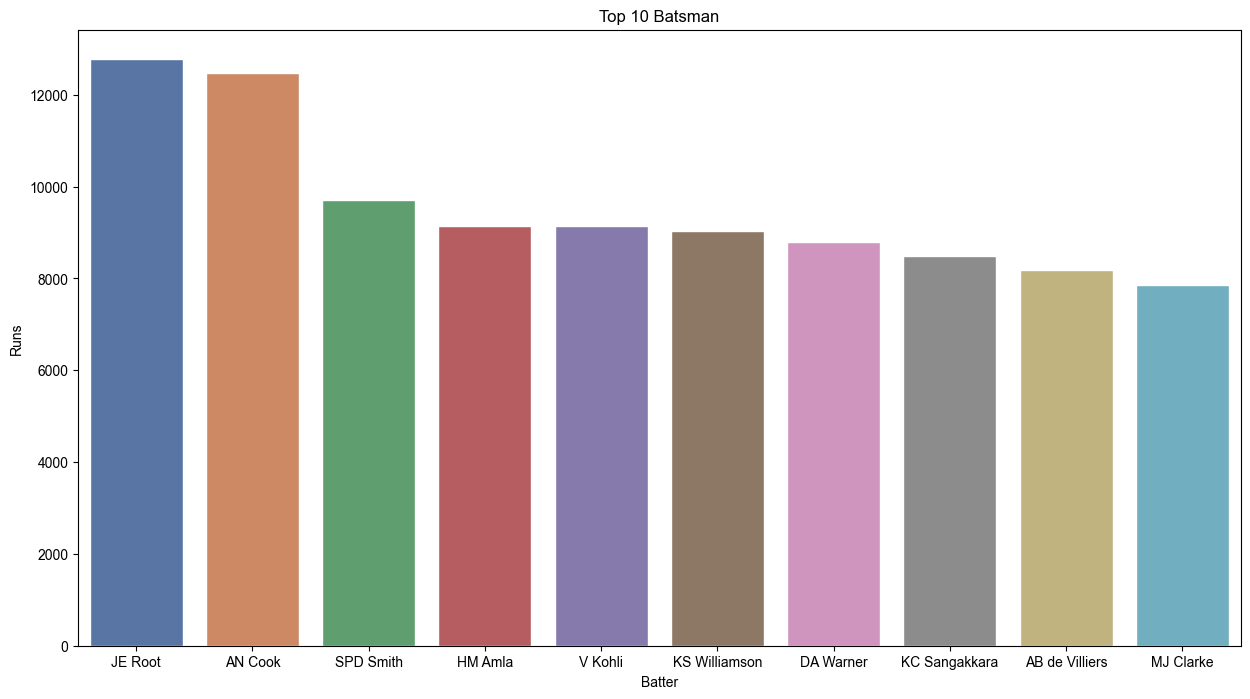 Top 10 Batsman
12000
10000
8000
6000
4000
2000
0
Runs
JE Root AN Cook SPD Smith HM Amla V Kohli KS Williamson DA Warner KC Sangakkara AB de Villiers MJ Clarke
Batter